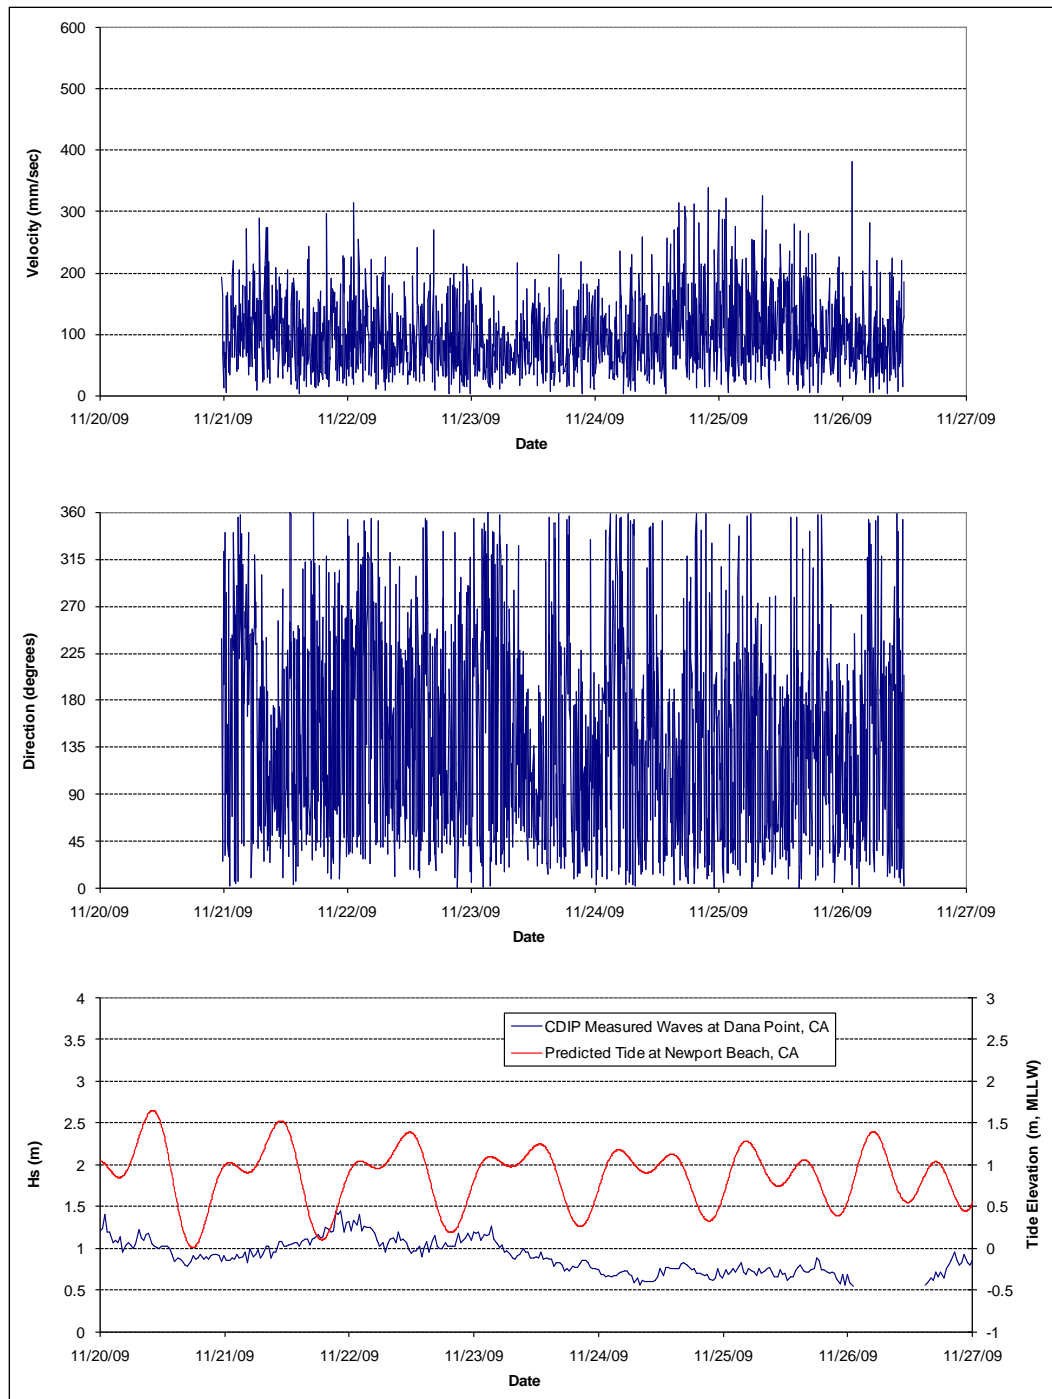 600
500
400
300
200
100
0
Velocity (mm/sec)
11/20/09 11/21/09 11/22/09 11/23/09 11/24/09 11/25/09 11/26/09 11/27/09
Date
360
315
270
225
180
135
90
45
0
Direction (degrees)
11/20/09 11/21/09 11/22/09 11/23/09 11/24/09 11/25/09 11/26/09 11/27/09
Date
4
3.5
3
2.5
2
1.5
1
0.5
0
Hs (m)
CDIP Measured Waves at Dana Point, CA
Predicted Tide at Newport Beach, CA
3
2.5
2
1.5
1
0.5
0
-0.5
-1
Tide Elevation (m, MLLW)
11/20/09 11/21/09 11/22/09 11/23/09 11/24/09 11/25/09 11/26/09 11/27/09
Date